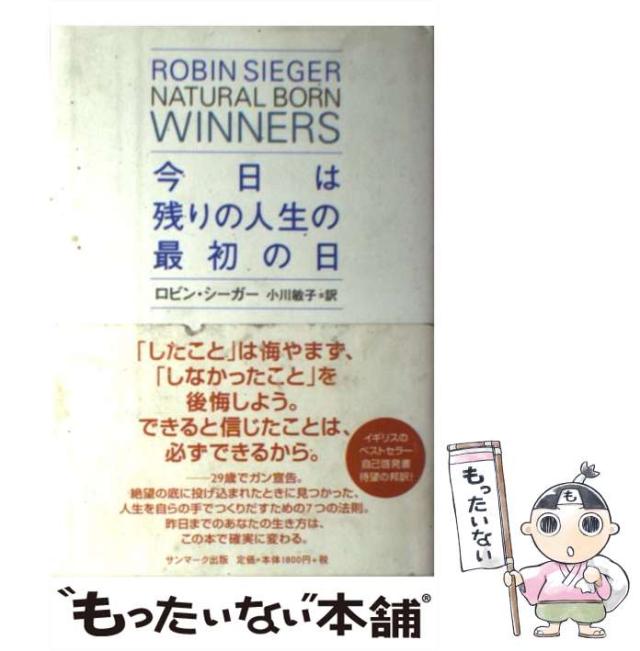 ROBIN SIEGER
NATURAL BORN
WINNERS
今日は
残りの人生の
最初の日
ロビン・シーガー 小川敏子=訳
「したこと」は悔やまず、
「しなかったこと」を
後悔しよう。
できると信じたことは、
必ずできるから。
イギリスの
ベストセラー
自己啓発書
待望の邦訳!
——29歳でガン宣告。
絶望の底に投げ込まれたときに見つかった、
人生を自らの手でつくりだすための7つの法則。
昨日までのあなたの生き方は、
この本で確実に変わる。
サンマーク出版 定価=本体1800円+税
“もったいない”本舗®
もったいない
も